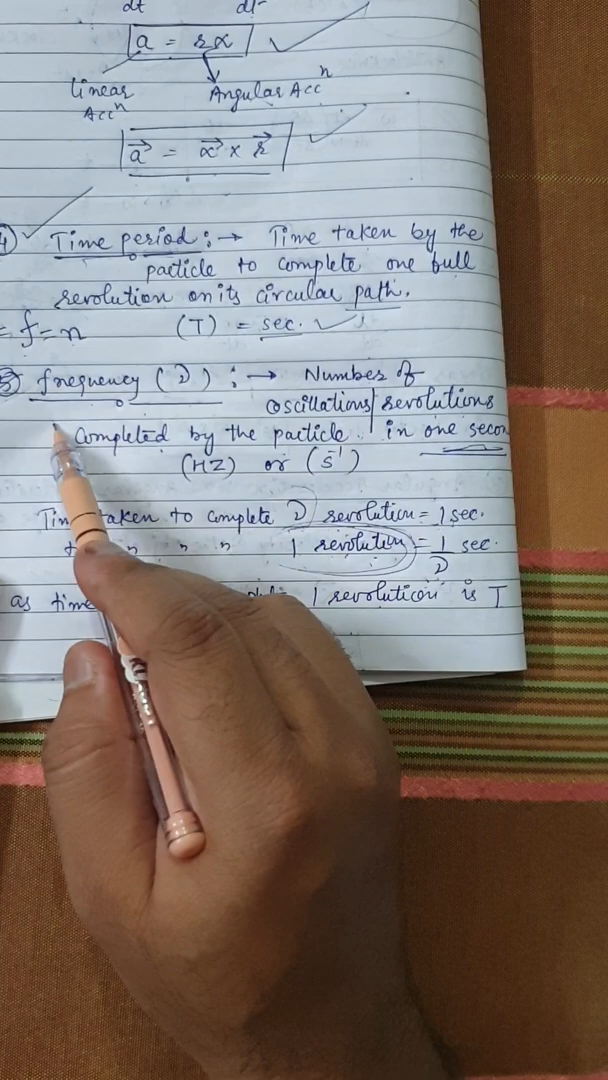 dt
a = rα
Linear
Accⁿ
Angular Accⁿ
a⃗ = α⃗ × r⃗
4) Time period :→ Time taken by the
particle to complete one full
revolution on its circular path.
= f = n (T) = sec.
5) frequency (ν) :→ Number of
oscillations/revolutions
Completed by the particle in one secon
(HZ) or (s⁻¹)
taken to complete ν revolution = 1 sec.
" " " 1 revolution = 1/ν sec.
as time 1 revolution is T